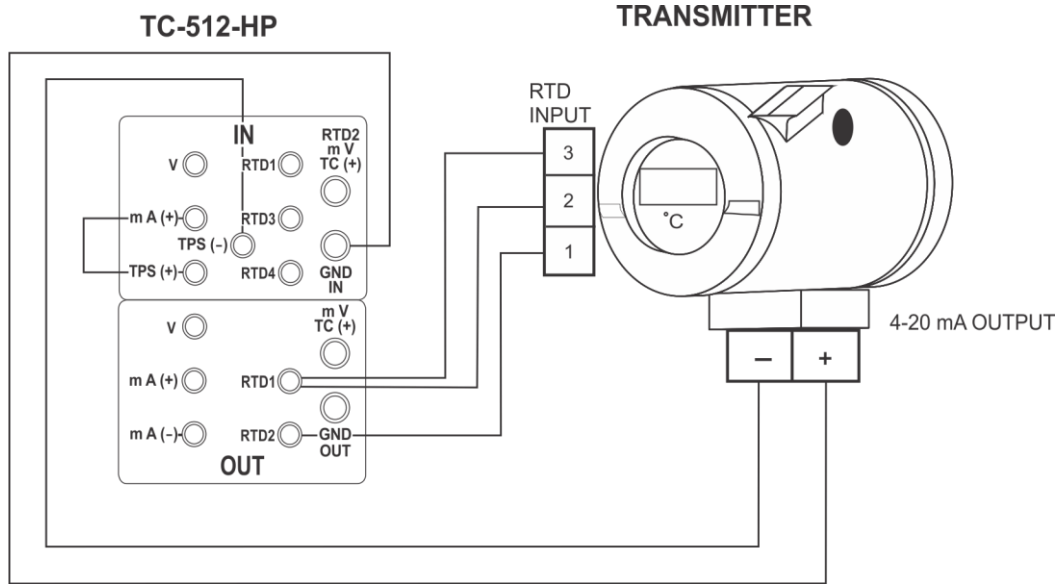 TC-512-HP
TRANSMITTER
IN
V
RTD1
RTD2
m V
TC (+)
m A (+)
RTD3
TPS (–)
TPS (+)
RTD4
GND
IN
V
m V
TC (+)
m A (+)
RTD1
m A (–)
RTD2
GND
OUT
OUT
RTD
INPUT
3
2
1
°C
4-20 mA OUTPUT
–
+